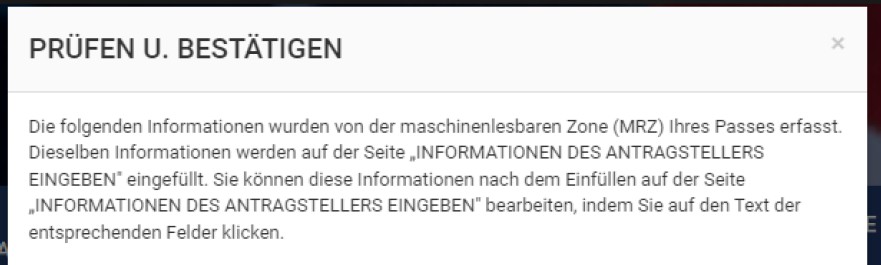 PRÜFEN U. BESTÄTIGEN
×
Die folgenden Informationen wurden von der maschinenlesbaren Zone (MRZ) Ihres Passes erfasst.
Dieselben Informationen werden auf der Seite „INFORMATIONEN DES ANTRAGSTELLERS
EINGEBEN" eingefüllt. Sie können diese Informationen nach dem Einfüllen auf der Seite
„INFORMATIONEN DES ANTRAGSTELLERS EINGEBEN" bearbeiten, indem Sie auf den Text der
entsprechenden Felder klicken.